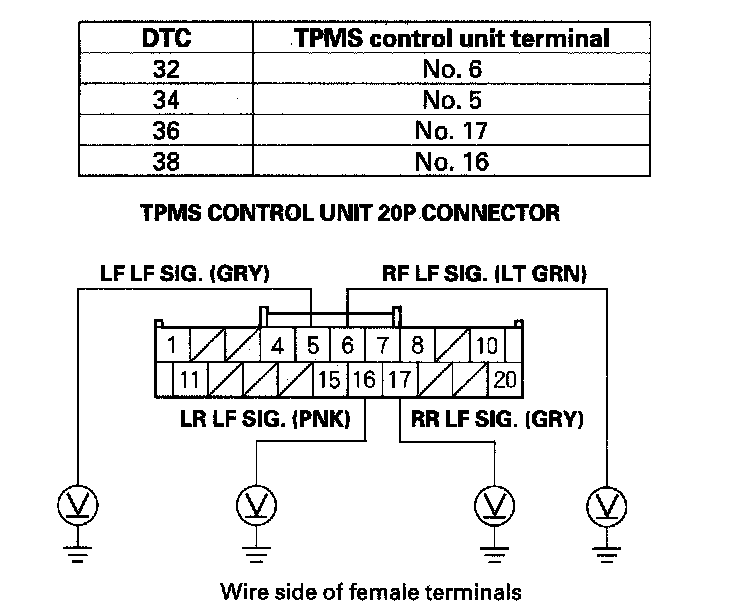 DTC TPMS control unit terminal
32 No. 6
34 No. 5
36 No. 17
38 No. 16
TPMS CONTROL UNIT 20P CONNECTOR
LF LF SIG. (GRY) RF LF SIG. (LT GRN)
1 4 5 6 7 8 10
11 15 16 17 20
LR LF SIG. (PNK) RR LF SIG. (GRY)
V V V V
Wire side of female terminals